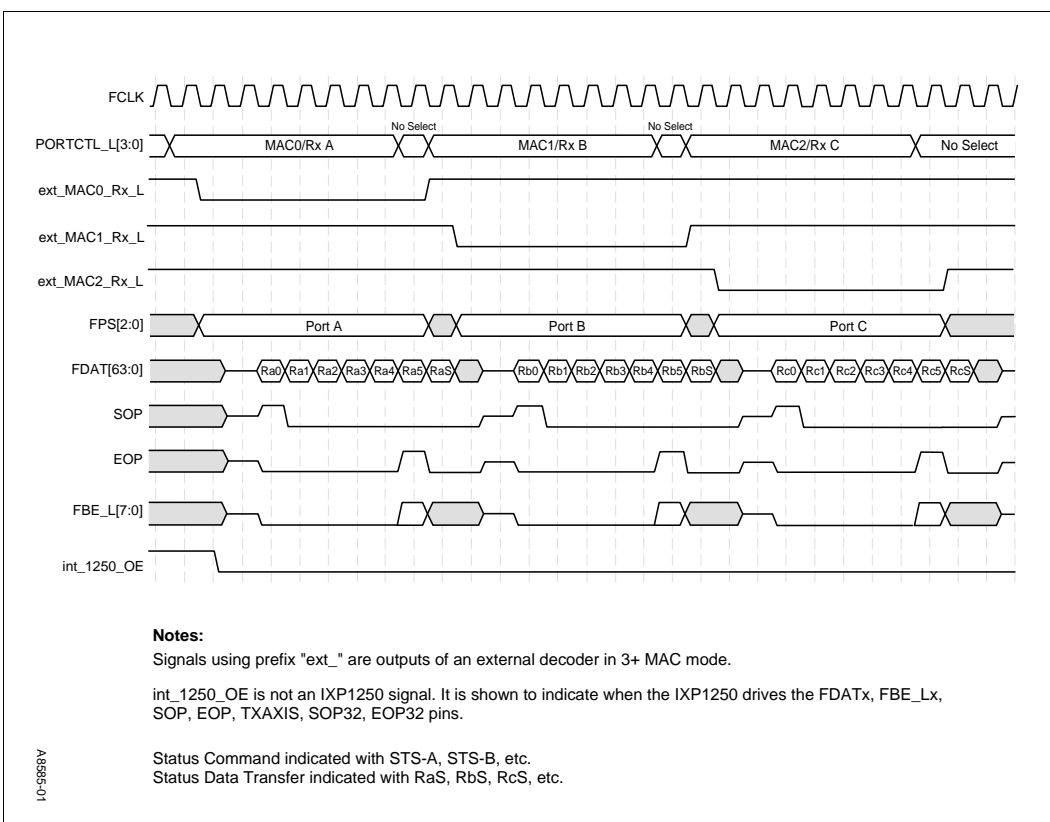 FCLK
No Select No Select
PORTCTL_L[3:0] MAC0/Rx A MAC1/Rx B MAC2/Rx C No Select
ext_MAC0_Rx_L
ext_MAC1_Rx_L
ext_MAC2_Rx_L
FPS[2:0] Port A Port B Port C
FDAT[63:0] Ra0 Ra1 Ra2 Ra3 Ra4 Ra5 RaS Rb0 Rb1 Rb2 Rb3 Rb4 Rb5 RbS Rc0 Rc1 Rc2 Rc3 Rc4 Rc5 RcS
SOP
EOP
FBE_L[7:0]
int_1250_OE
Notes:
Signals using prefix "ext_" are outputs of an external decoder in 3+ MAC mode.
int_1250_OE is not an IXP1250 signal. It is shown to indicate when the IXP1250 drives the FDATx, FBE_Lx,
SOP, EOP, TXAXIS, SOP32, EOP32 pins.
Status Command indicated with STS-A, STS-B, etc.
Status Data Transfer indicated with RaS, RbS, RcS, etc.
A8585-01